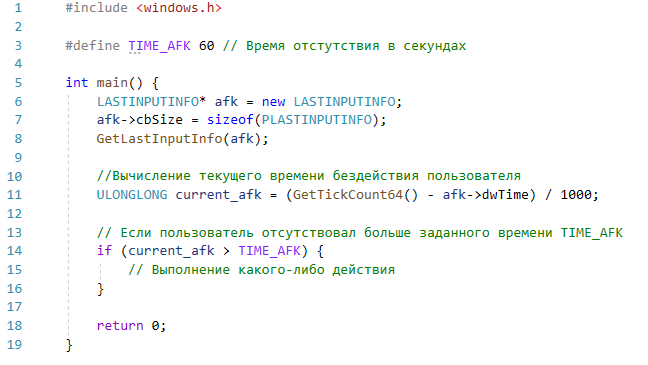 1 #include <windows.h>
2
3 #define TIME_AFK 60 // Время отстутствия в секундах
4
5 int main() {
6 LASTINPUTINFO* afk = new LASTINPUTINFO;
7 afk->cbSize = sizeof(PLASTINPUTINFO);
8 GetLastInputInfo(afk);
9
10 //Вычисление текущего времени бездействия пользователя
11 ULONGLONG current_afk = (GetTickCount64() - afk->dwTime) / 1000;
12
13 // Если пользователь отсутствовал больше заданного времени TIME_AFK
14 if (current_afk > TIME_AFK) {
15 // Выполнение какого-либо действия
16 }
17
18 return 0;
19 }